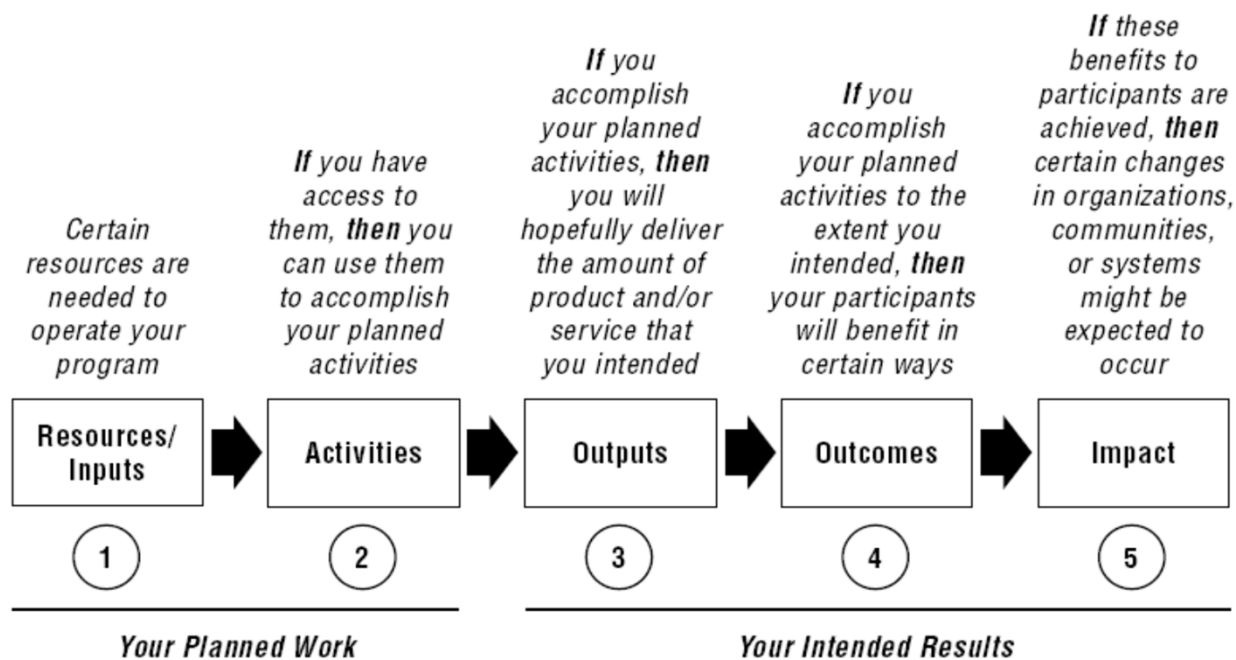 Certain
resources are
needed to
operate your
program
If you have
access to
them, then you
can use them
to accomplish
your planned
activities
If you
accomplish
your planned
activities, then
you will
hopefully deliver
the amount of
product and/or
service that
you intended
If you
accomplish
your planned
activities to the
extent you
intended, then
your participants
will benefit in
certain ways
If these
benefits to
participants are
achieved, then
certain changes
in organizations,
communities,
or systems
might be
expected to
occur
Resources/
Inputs
Activities
Outputs
Outcomes
Impact
1
2
3
4
5
Your Planned Work
Your Intended Results